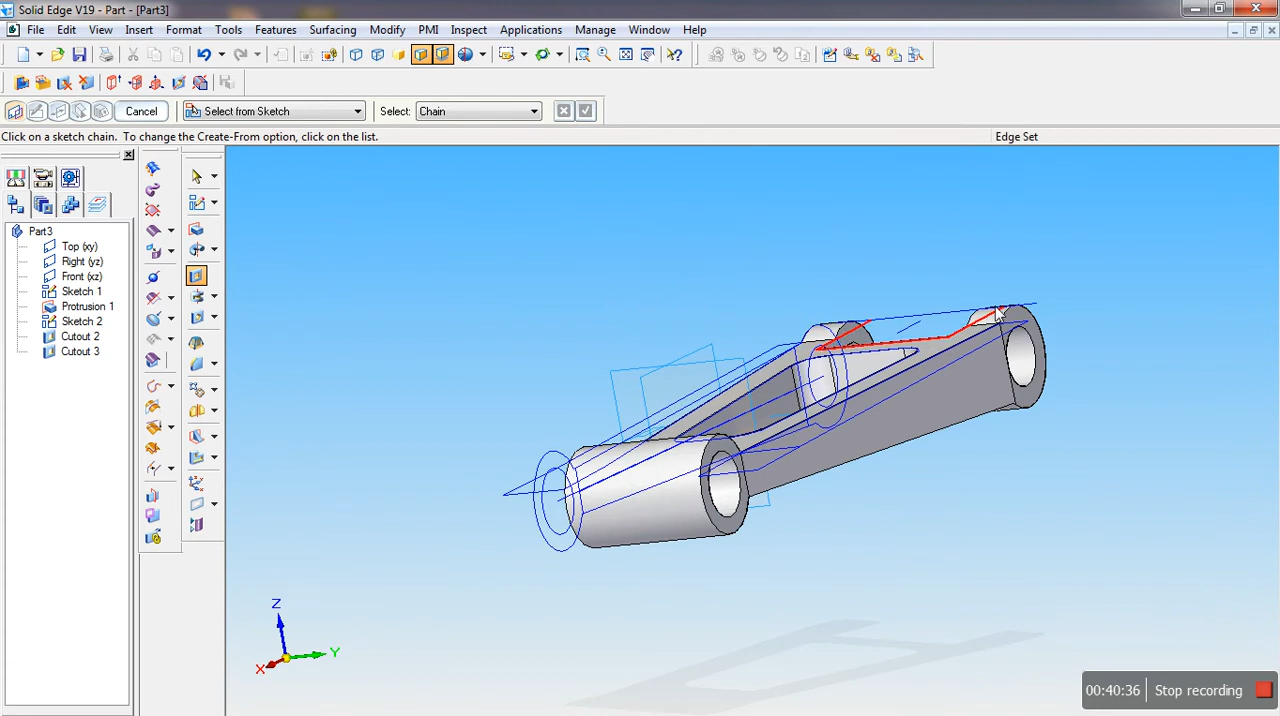 Solid Edge V19 - Part - [Part3]
File Edit View Insert Format Tools Features Surfacing Modify PMI Inspect Applications Manage Window Help
Cancel Select from Sketch Select: Chain
Click on a sketch chain. To change the Create-From option, click on the list. Edge Set
Part3
Top (xy)
Right (yz)
Front (xz)
Sketch 1
Protrusion 1
Sketch 2
Cutout 2
Cutout 3
Z
Y
X
00:40:36 Stop recording